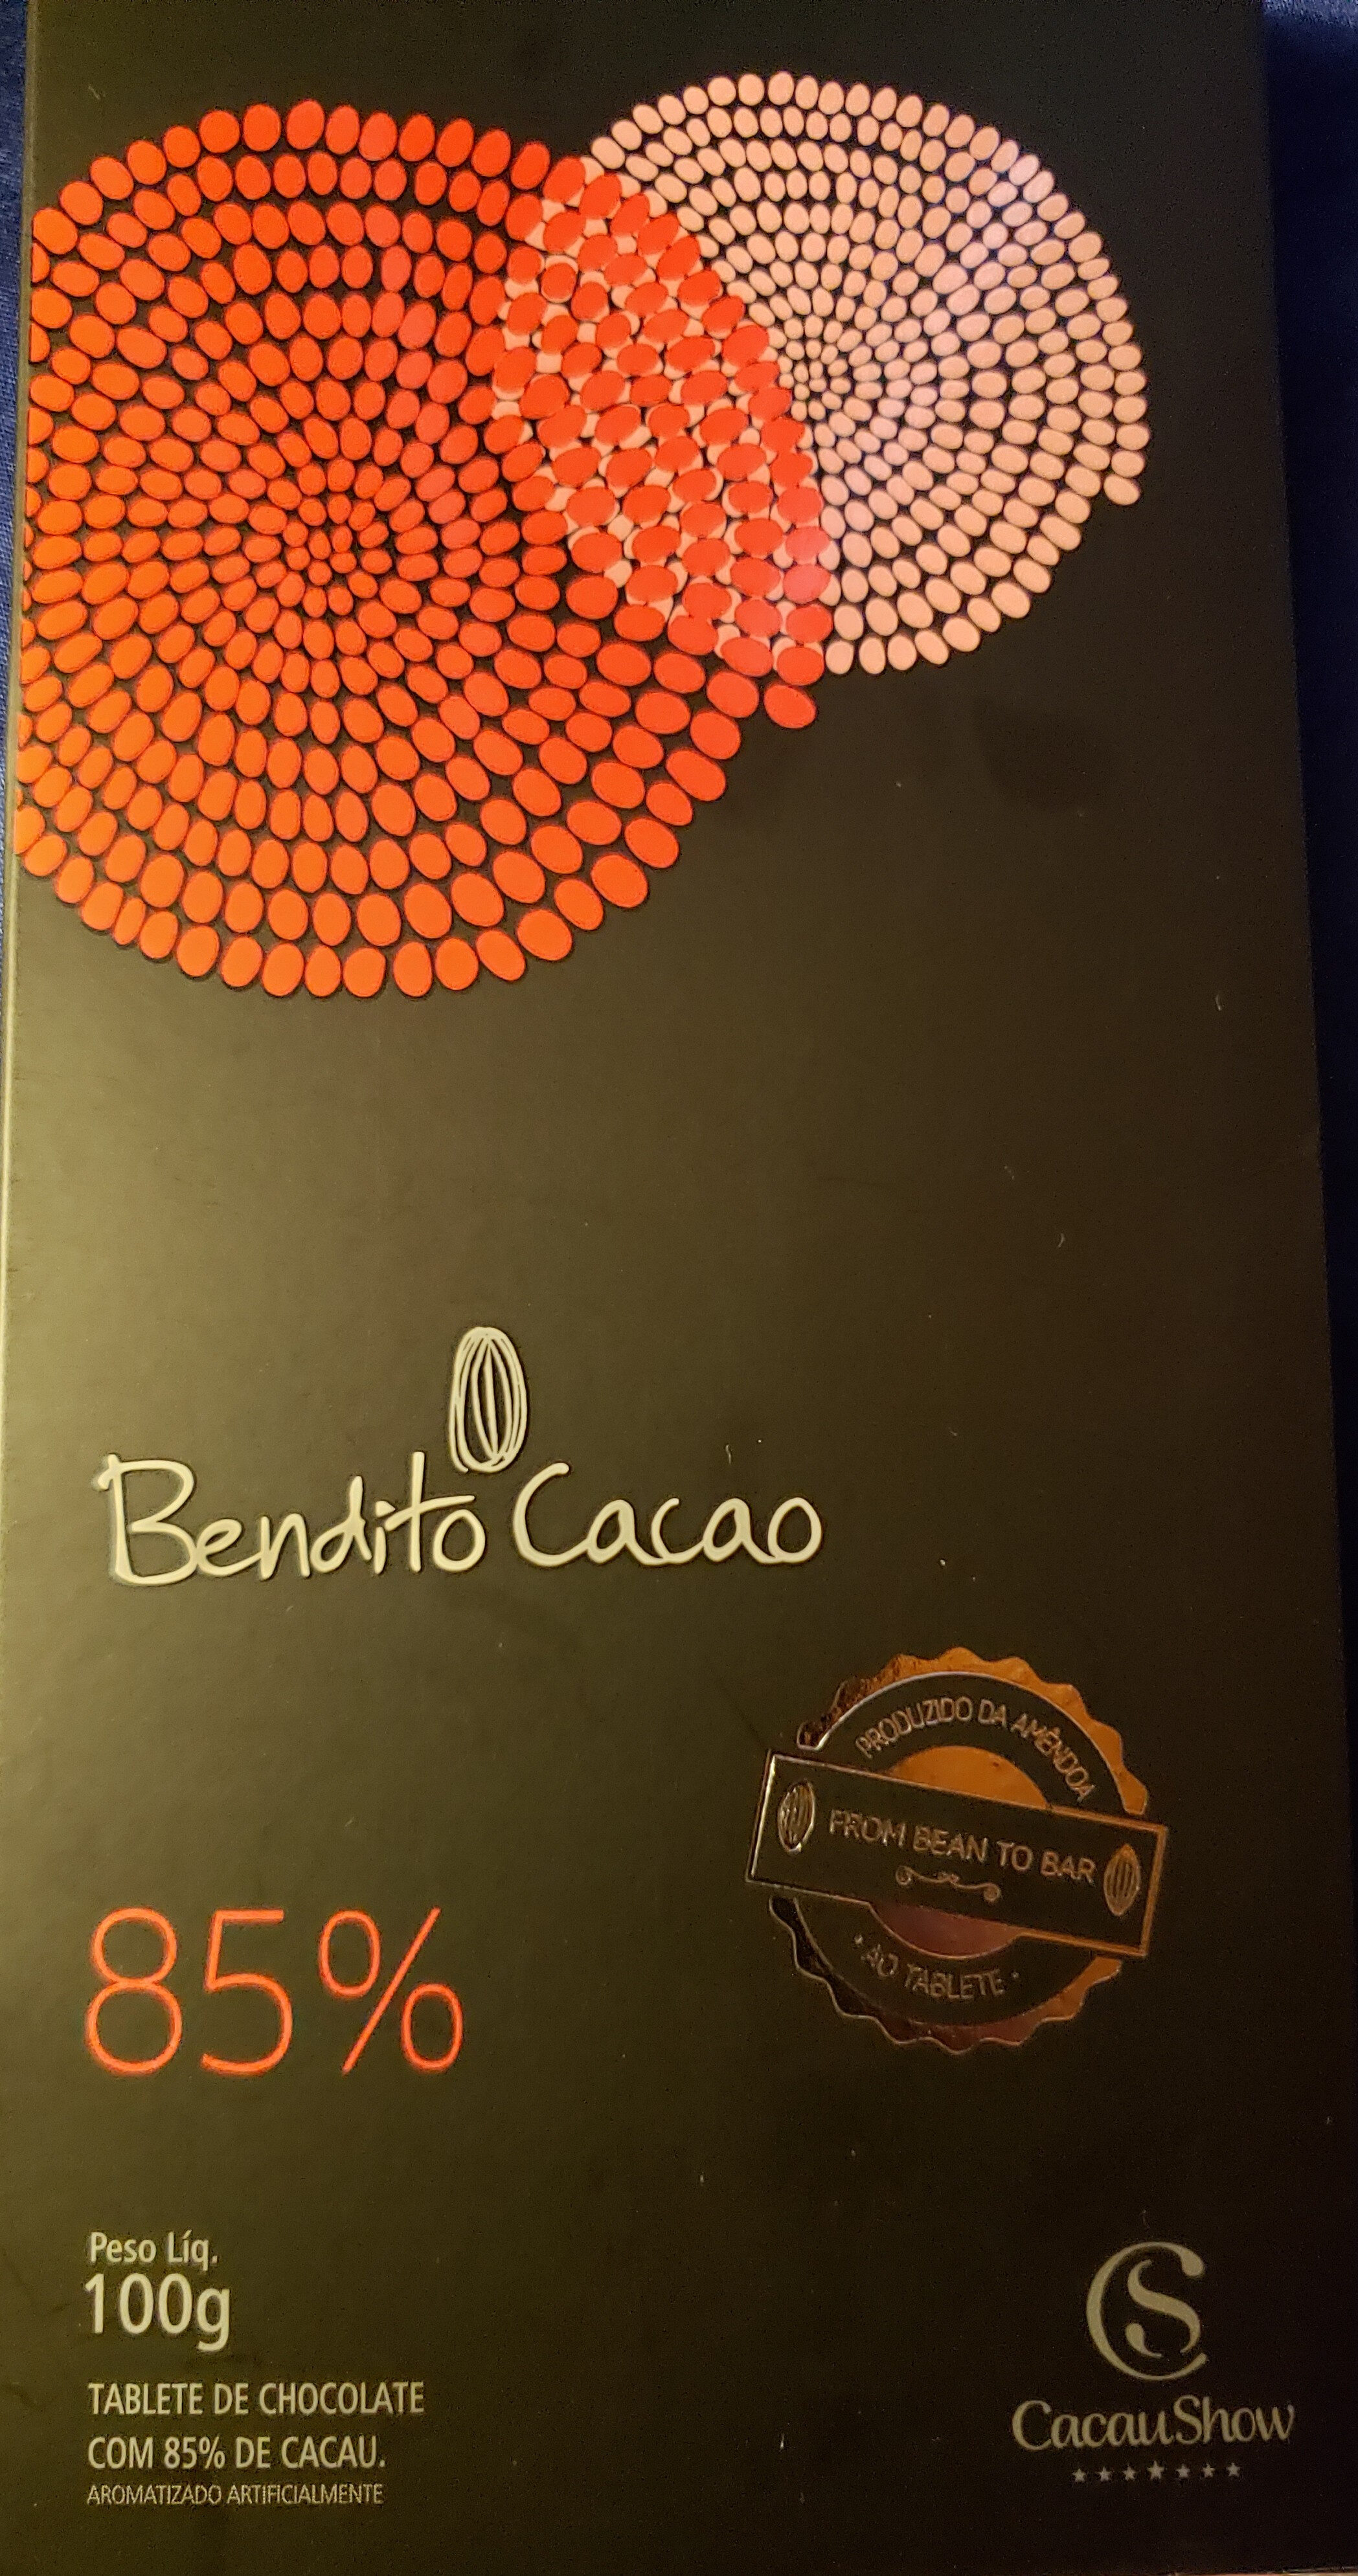 Bendito Cacao
PRODUZIDO DA AMÊNDOA
FROM BEAN TO BAR
• AO TABLETE •
85%
Peso Líq.
100g
TABLETE DE CHOCOLATE
COM 85% DE CACAU.
AROMATIZADO ARTIFICIALMENTE
CS
CacauShow